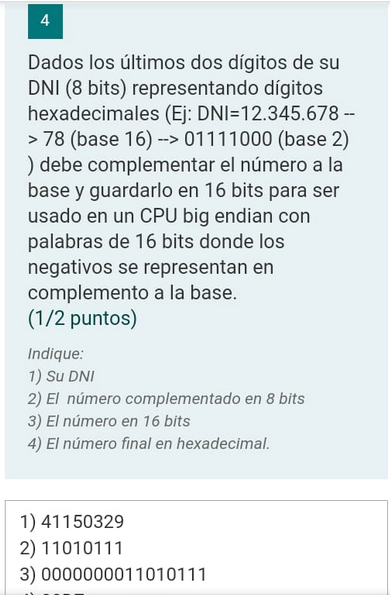 4
Dados los últimos dos dígitos de su
DNI (8 bits) representando dígitos
hexadecimales (Ej: DNI=12.345.678 --
> 78 (base 16) --> 01111000 (base 2)
) debe complementar el número a la
base y guardarlo en 16 bits para ser
usado en un CPU big endian con
palabras de 16 bits donde los
negativos se representan en
complemento a la base.
(1/2 puntos)
Indique:
1) Su DNI
2) El  número complementado en 8 bits
3) El número en 16 bits
4) El número final en hexadecimal.
1) 41150329
2) 11010111
3) 0000000011010111